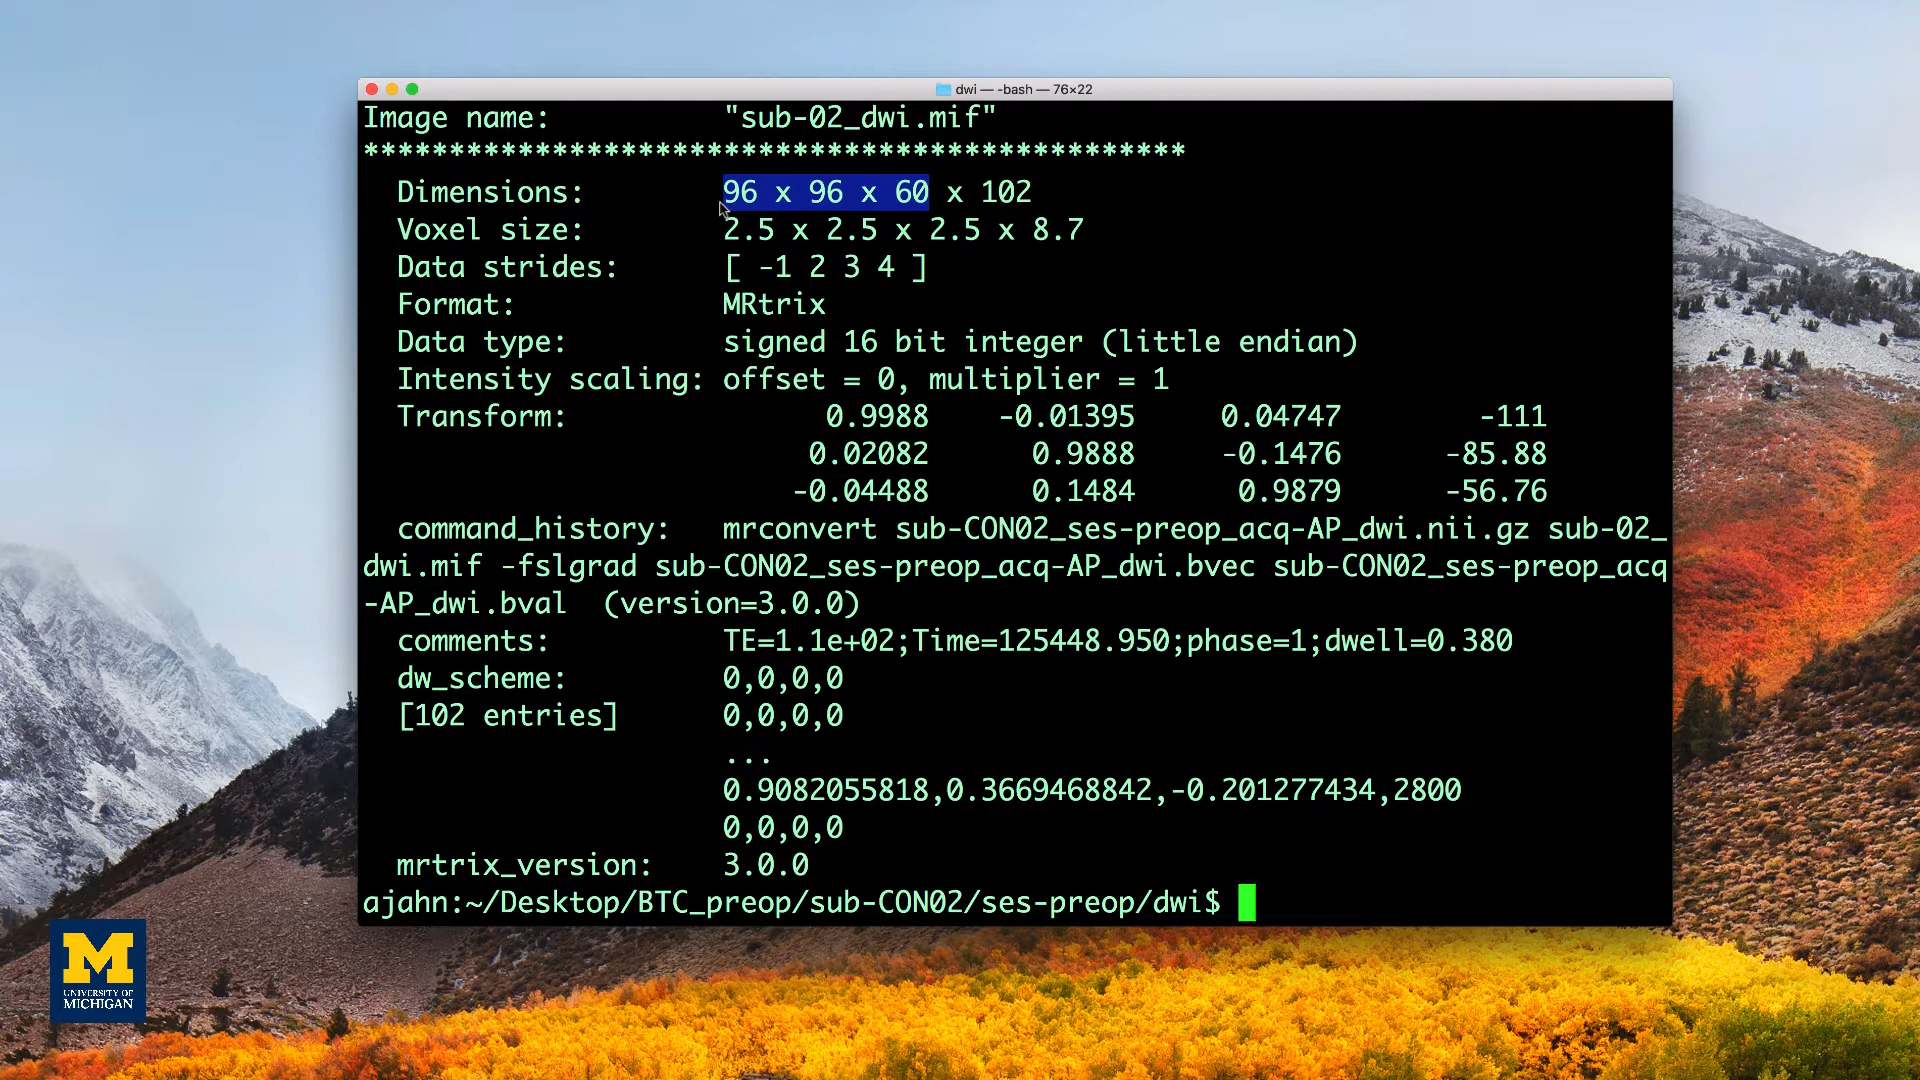 dwi — -bash — 76×22
Image name: "sub-02_dwi.mif"
************************************************
Dimensions: 96 x 96 x 60 x 102
Voxel size: 2.5 x 2.5 x 2.5 x 8.7
Data strides: [ -1 2 3 4 ]
Format: MRtrix
Data type: signed 16 bit integer (little endian)
Intensity scaling: offset = 0, multiplier = 1
Transform: 0.9988 -0.01395 0.04747 -111
0.02082 0.9888 -0.1476 -85.88
-0.04488 0.1484 0.9879 -56.76
command_history: mrconvert sub-CON02_ses-preop_acq-AP_dwi.nii.gz sub-02_
dwi.mif -fslgrad sub-CON02_ses-preop_acq-AP_dwi.bvec sub-CON02_ses-preop_acq
-AP_dwi.bval (version=3.0.0)
comments: TE=1.1e+02;Time=125448.950;phase=1;dwell=0.380
dw_scheme: 0,0,0,0
[102 entries] 0,0,0,0
...
0.9082055818,0.3669468842,-0.201277434,2800
0,0,0,0
mrtrix_version: 3.0.0
ajahn:~/Desktop/BTC_preop/sub-CON02/ses-preop/dwi$
M
UNIVERSITY OF
MICHIGAN